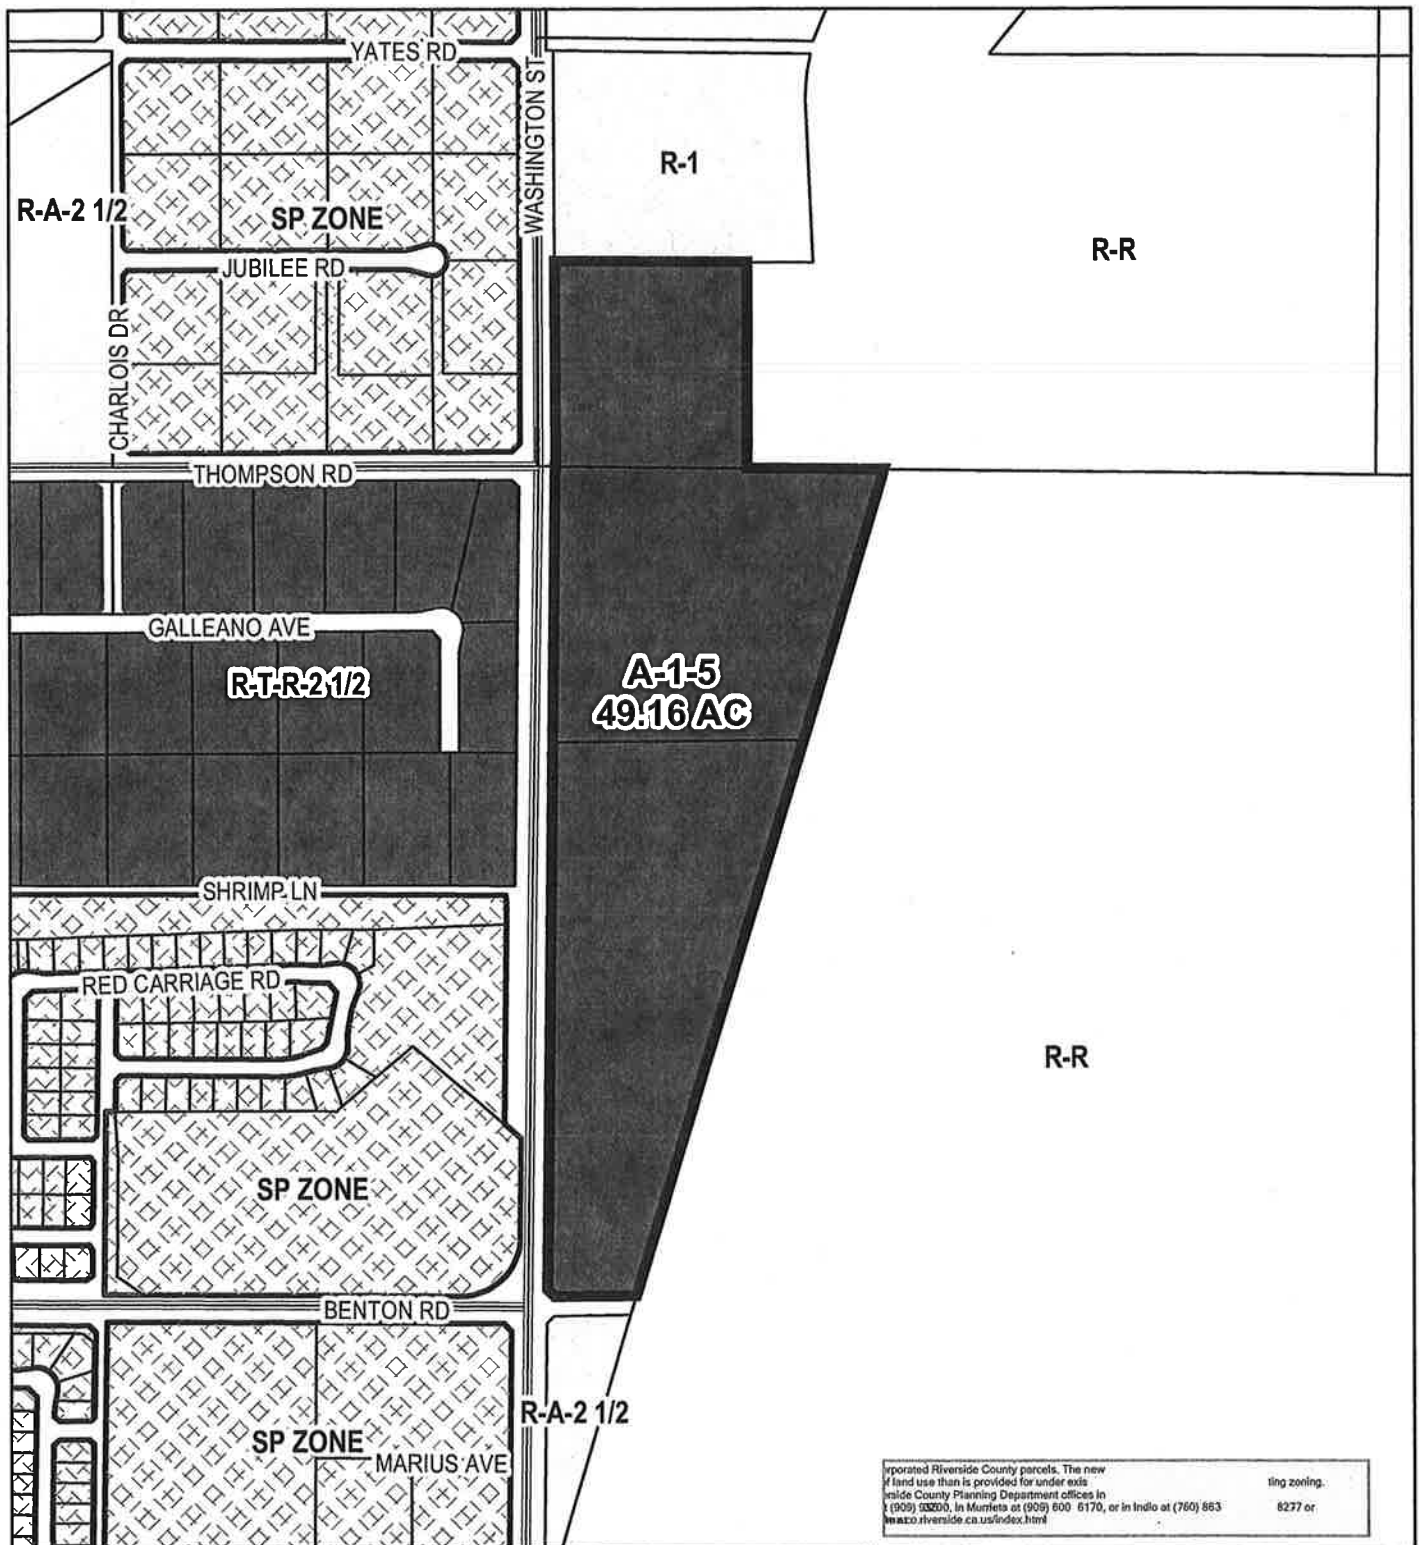 YATES RD
WASHINGTON ST
R-1
R-A-2 1/2
SP ZONE
R-R
JUBILEE RD
CHARLOIS DR
THOMPSON RD
GALLEANO AVE
R-T-R-2 1/2
A-1-5
49.16 AC
SHRIMP LN
RED CARRIAGE RD
R-R
SP ZONE
BENTON RD
R-A-2 1/2
SP ZONE
MARIUS AVE
rporated Riverside County parcels. The new
f land use than is provided for under exis ting zoning.
rside County Planning Department offices in
(909) 00, in Murrieta at (909) 600 6170, or in Indio at (760) 863 8277 or
co.riverside.ca.us/index.html